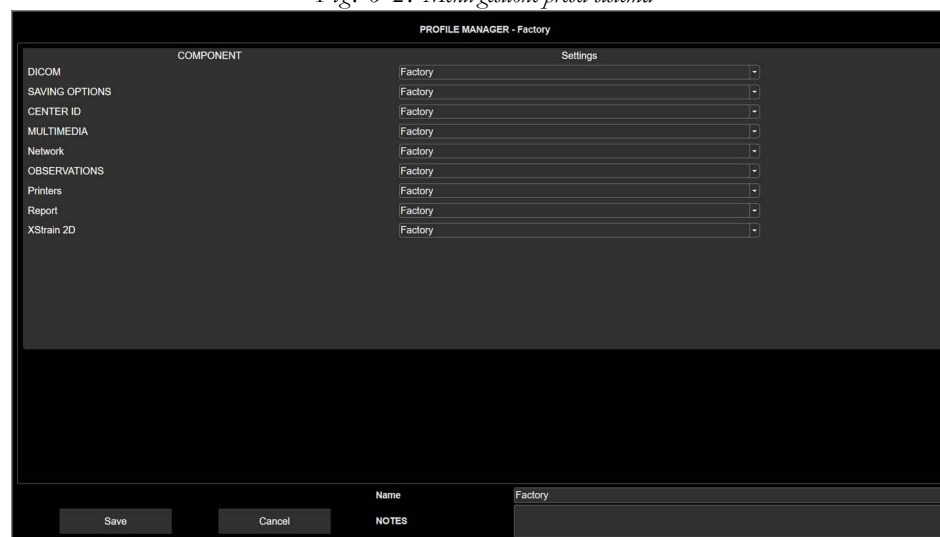 PROFILE MANAGER - Factory
COMPONENT Settings
DICOM Factory
SAVING OPTIONS Factory
CENTER ID Factory
MULTIMEDIA Factory
Network Factory
OBSERVATIONS Factory
Printers Factory
Report Factory
XStrain 2D Factory
Name Factory
Save Cancel NOTES